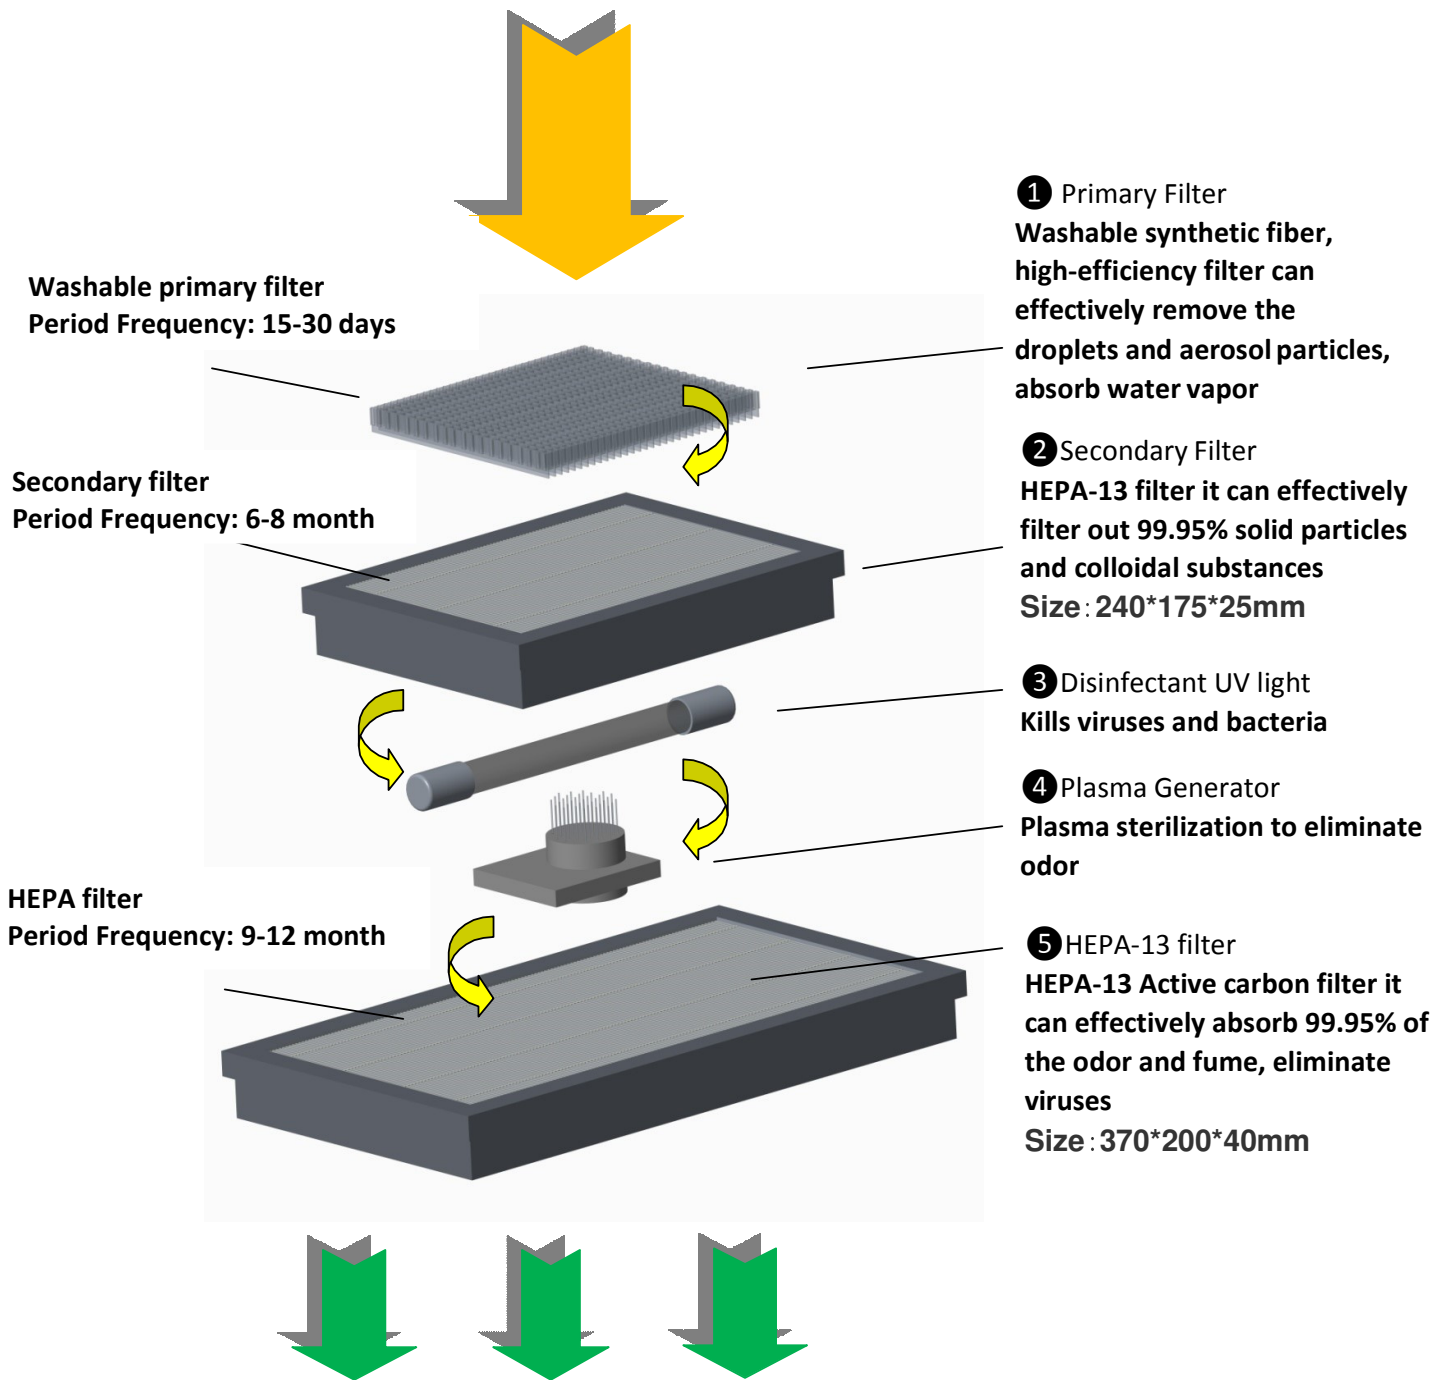 Washable primary filter
Period Frequency: 15-30 days
Secondary filter
Period Frequency: 6-8 month
HEPA filter
Period Frequency: 9-12 month
❶ Primary Filter
Washable synthetic fiber,
high-efficiency filter can
effectively remove the
droplets and aerosol particles,
absorb water vapor
❷Secondary Filter
HEPA-13 filter it can effectively
filter out 99.95% solid particles
and colloidal substances
Size:240*175*25mm
❸Disinfectant UV light
Kills viruses and bacteria
❹Plasma Generator
Plasma sterilization to eliminate
odor
❺HEPA-13 filter
HEPA-13 Active carbon filter it
can effectively absorb 99.95% of
the odor and fume, eliminate
viruses
Size:370*200*40mm